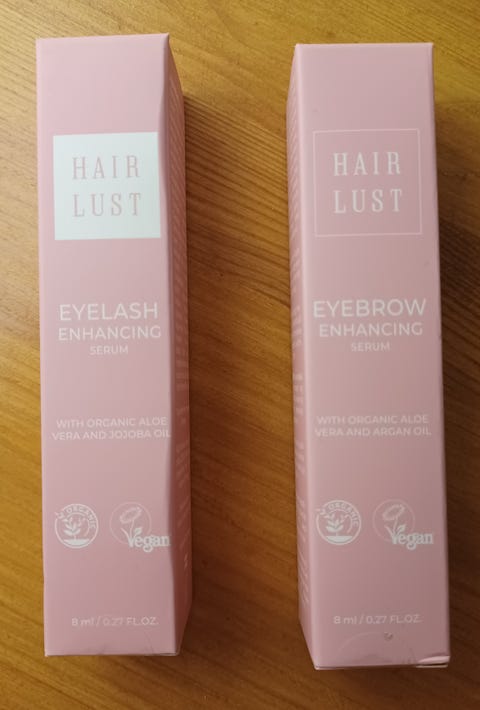 HAIR
LUST
EYELASH
ENHANCING
SERUM
WITH ORGANIC ALOE
VERA AND JOJOBA OIL
ORGANIC
Vegan
8 ml / 0.27 FL.OZ.
HAIR
LUST
EYEBROW
ENHANCING
SERUM
WITH ORGANIC ALOE
VERA AND ARGAN OIL
ORGANIC
Vegan
8 ml / 0.27 FL.OZ.